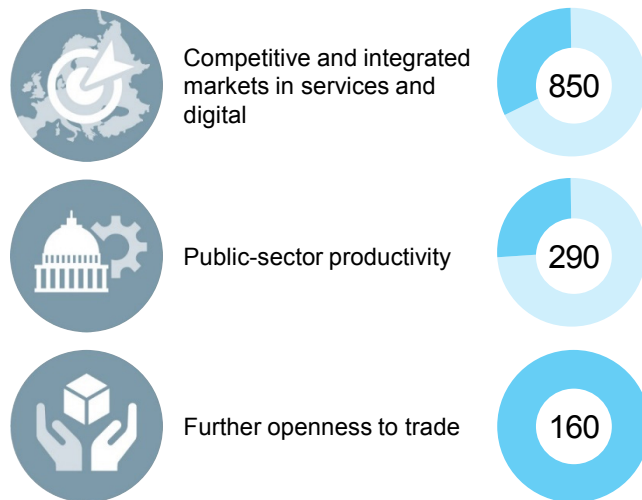 Competitive and integrated
markets in services and
digital
850
Public-sector productivity
290
Further openness to trade
160